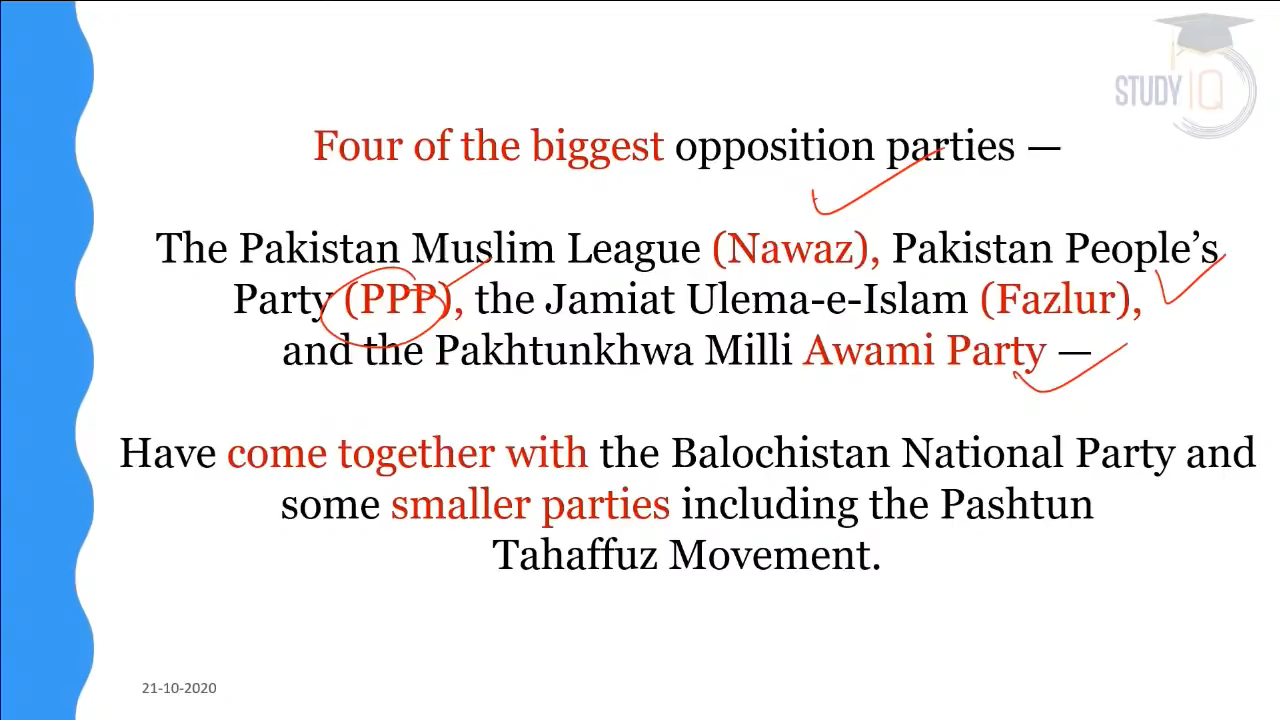 STUDY IQ
Four of the biggest opposition parties —
The Pakistan Muslim League (Nawaz), Pakistan People’s
Party (PPP), the Jamiat Ulema-e-Islam (Fazlur),
and the Pakhtunkhwa Milli Awami Party —
Have come together with the Balochistan National Party and
some smaller parties including the Pashtun
Tahaffuz Movement.
21-10-2020